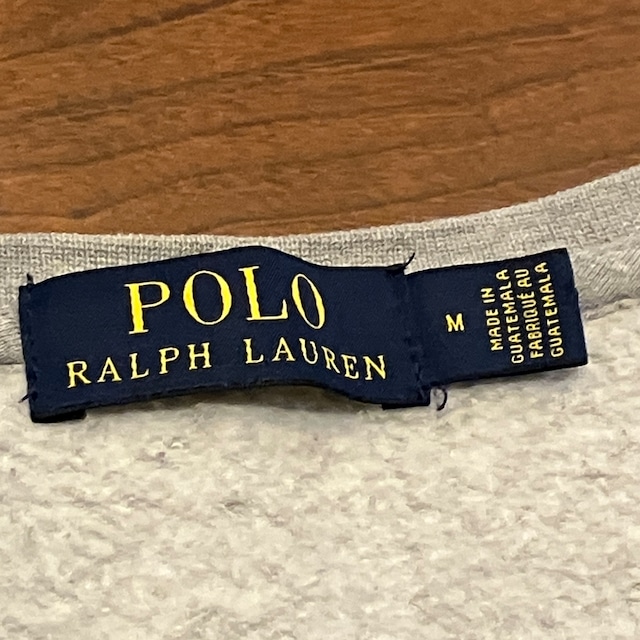 POLO
RALPH LAUREN
M
MADE IN
GUATEMALA
FABRIQUÉ AU
GUATEMALA